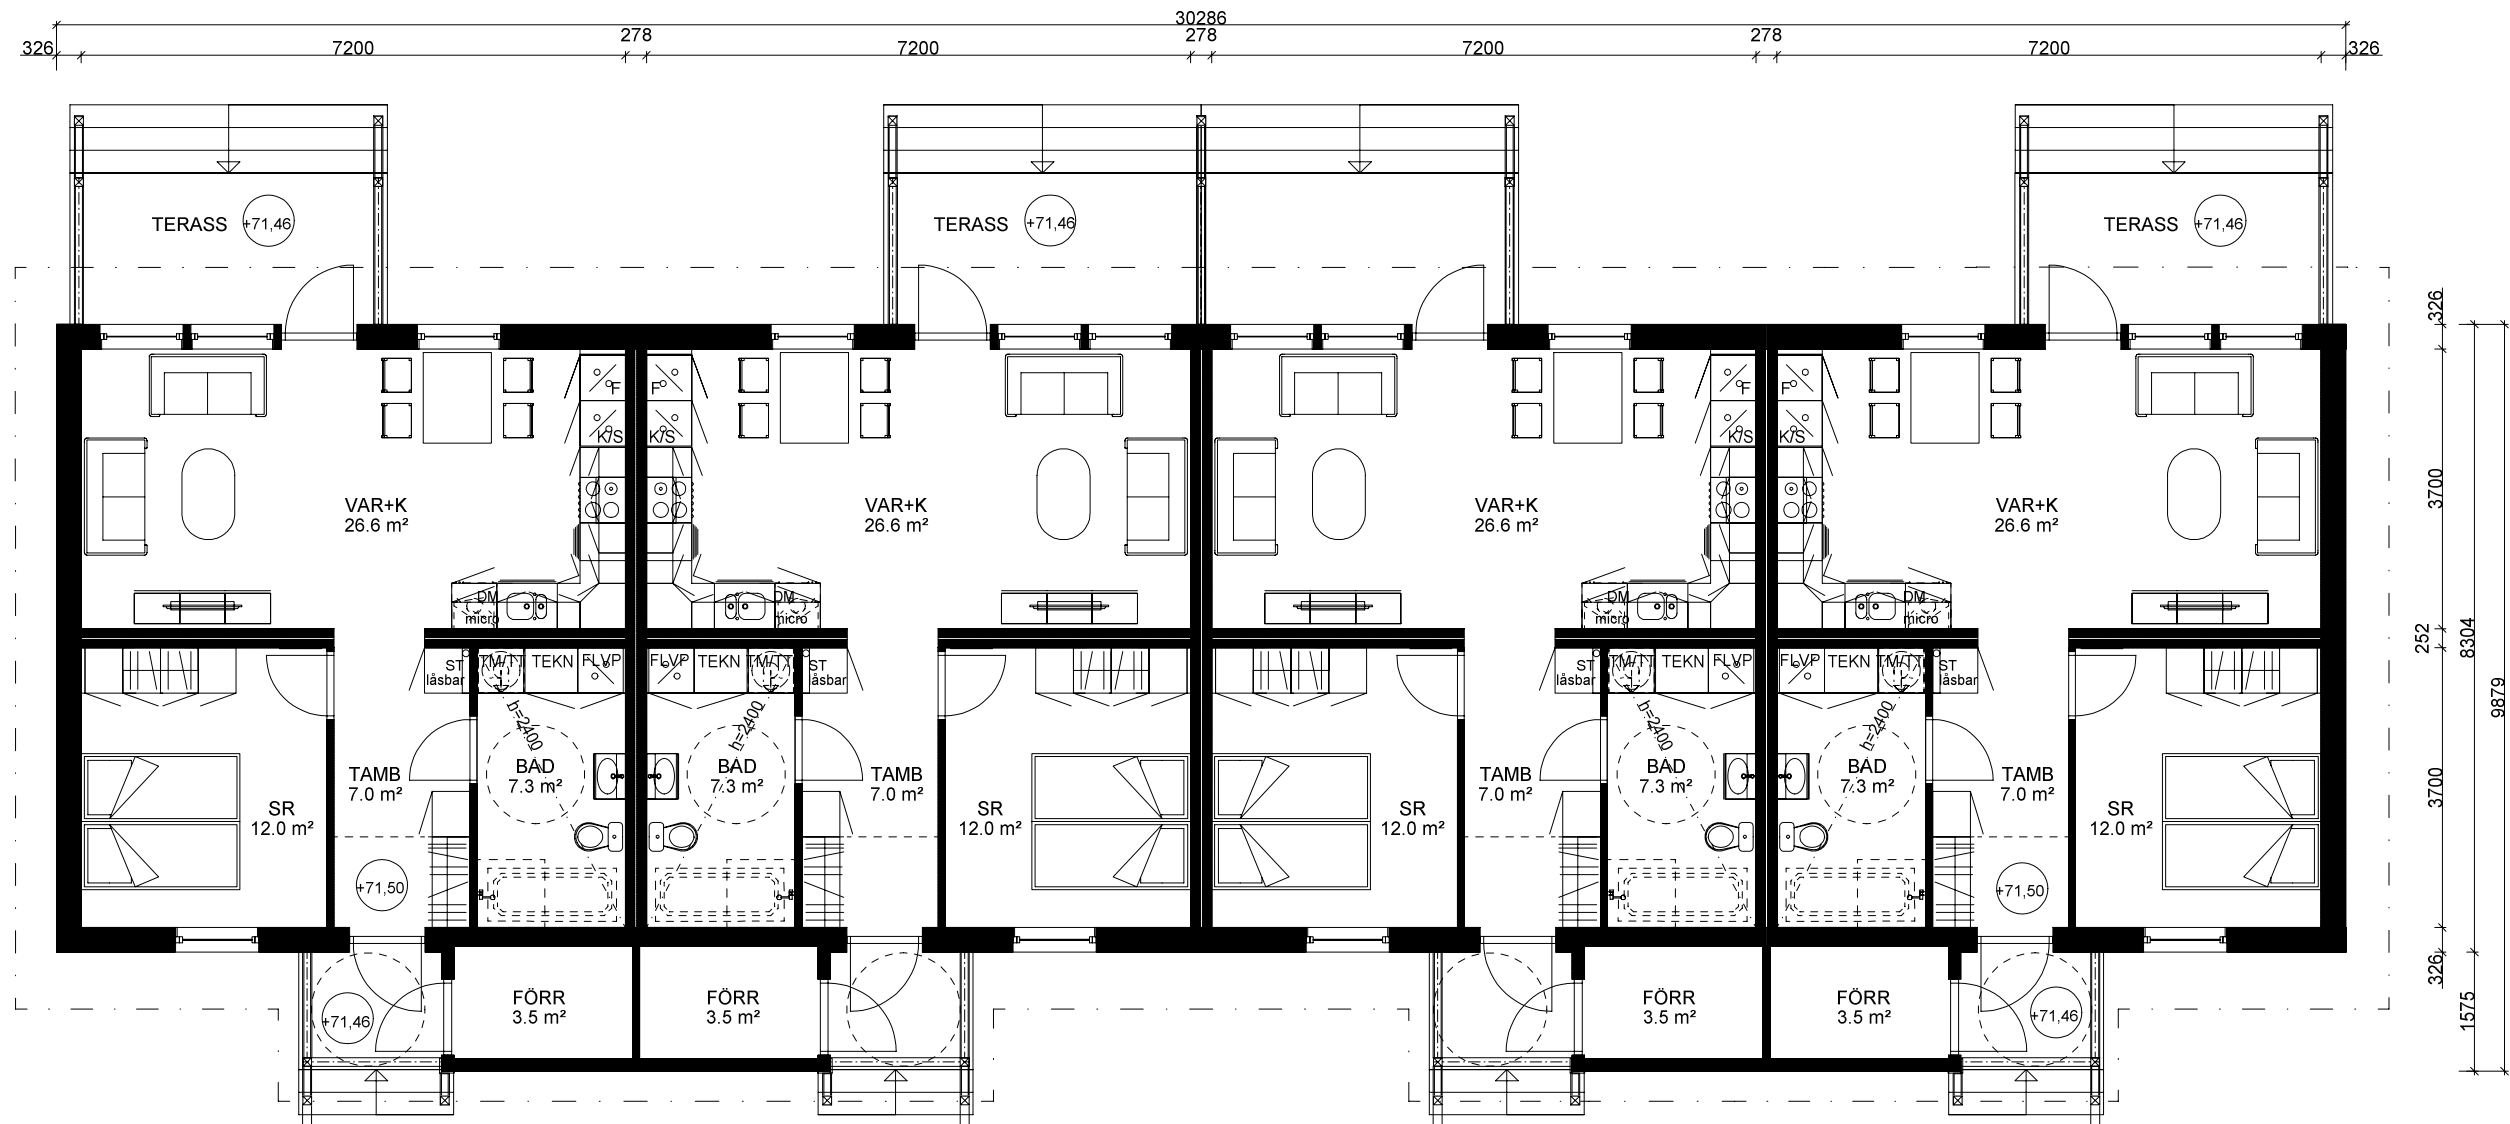 30286
326 7200 278 7200 278 7200 278 7200 326
TERASS +71,46
TERASS +71,46
TERASS +71,46
326
F F F F
K/S K/S K/S K/S
VAR+K
26.6 m²
VAR+K
26.6 m²
VAR+K
26.6 m²
VAR+K
26.6 m²
3700
DM
micro
DM
micro
DM
micro
DM
micro
252
8304
9879
ST
låsbar
TM/TT TEKN FLVP
FLVP TEKN TM/TT
ST
låsbar
ST
låsbar
TM/TT TEKN FLVP
FLVP TEKN TM/TT
ST
låsbar
h=2400
h=2400
h=2400
h=2400
SR
12.0 m²
TAMB
7.0 m²
BAD
7.3 m²
BAD
7.3 m²
TAMB
7.0 m²
SR
12.0 m²
SR
12.0 m²
TAMB
7.0 m²
BAD
7.3 m²
BAD
7.3 m²
TAMB
7.0 m²
SR
12.0 m²
3700
+71,50
+71,50
326
1575
+71,46
FÖRR
3.5 m²
FÖRR
3.5 m²
FÖRR
3.5 m²
FÖRR
3.5 m²
+71,46